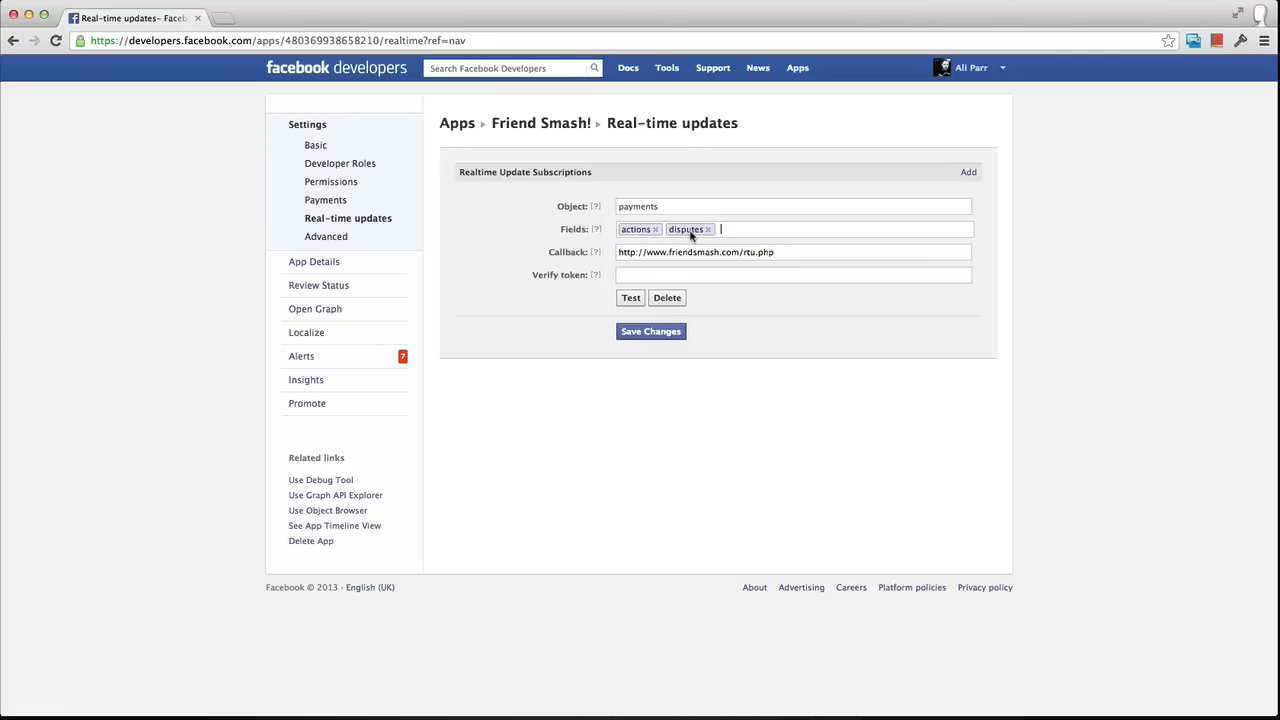 Real-time updates- Faceb
https://developers.facebook.com/apps/480369938658210/realtime?ref=nav
facebook developers
Search Facebook Developers
Docs
Tools
Support
News
Apps
Ali Parr
Settings
Basic
Developer Roles
Permissions
Payments
Real-time updates
Advanced
App Details
Review Status
Open Graph
Localize
Alerts 7
Insights
Promote
Related links
Use Debug Tool
Use Graph API Explorer
Use Object Browser
See App Timeline View
Delete App
Apps ▸ Friend Smash! ▸ Real-time updates
Realtime Update Subscriptions Add
Object: [?] payments
Fields: [?] actions × disputes ×
Callback: [?] http://www.friendsmash.com/rtu.php
Verify token: [?]
Test Delete
Save Changes
Facebook © 2013 · English (UK)
About Advertising Careers Platform policies Privacy policy